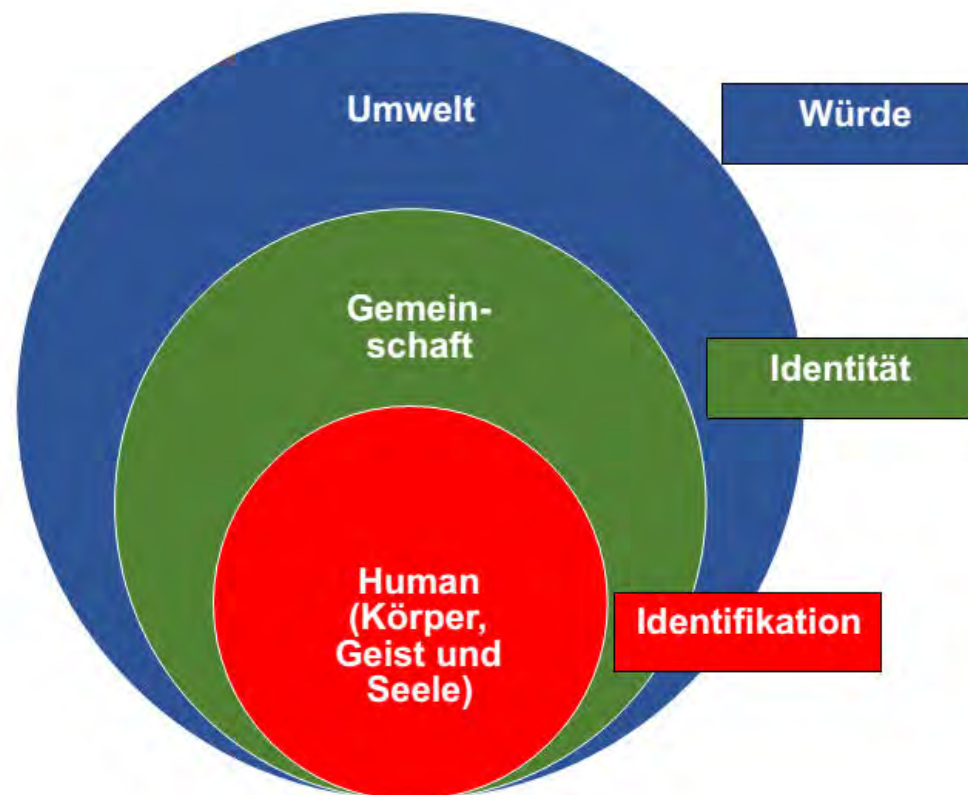 Umwelt
Würde
Gemein-
schaft
Identität
Human
(Körper,
Geist und
Seele)
Identifikation